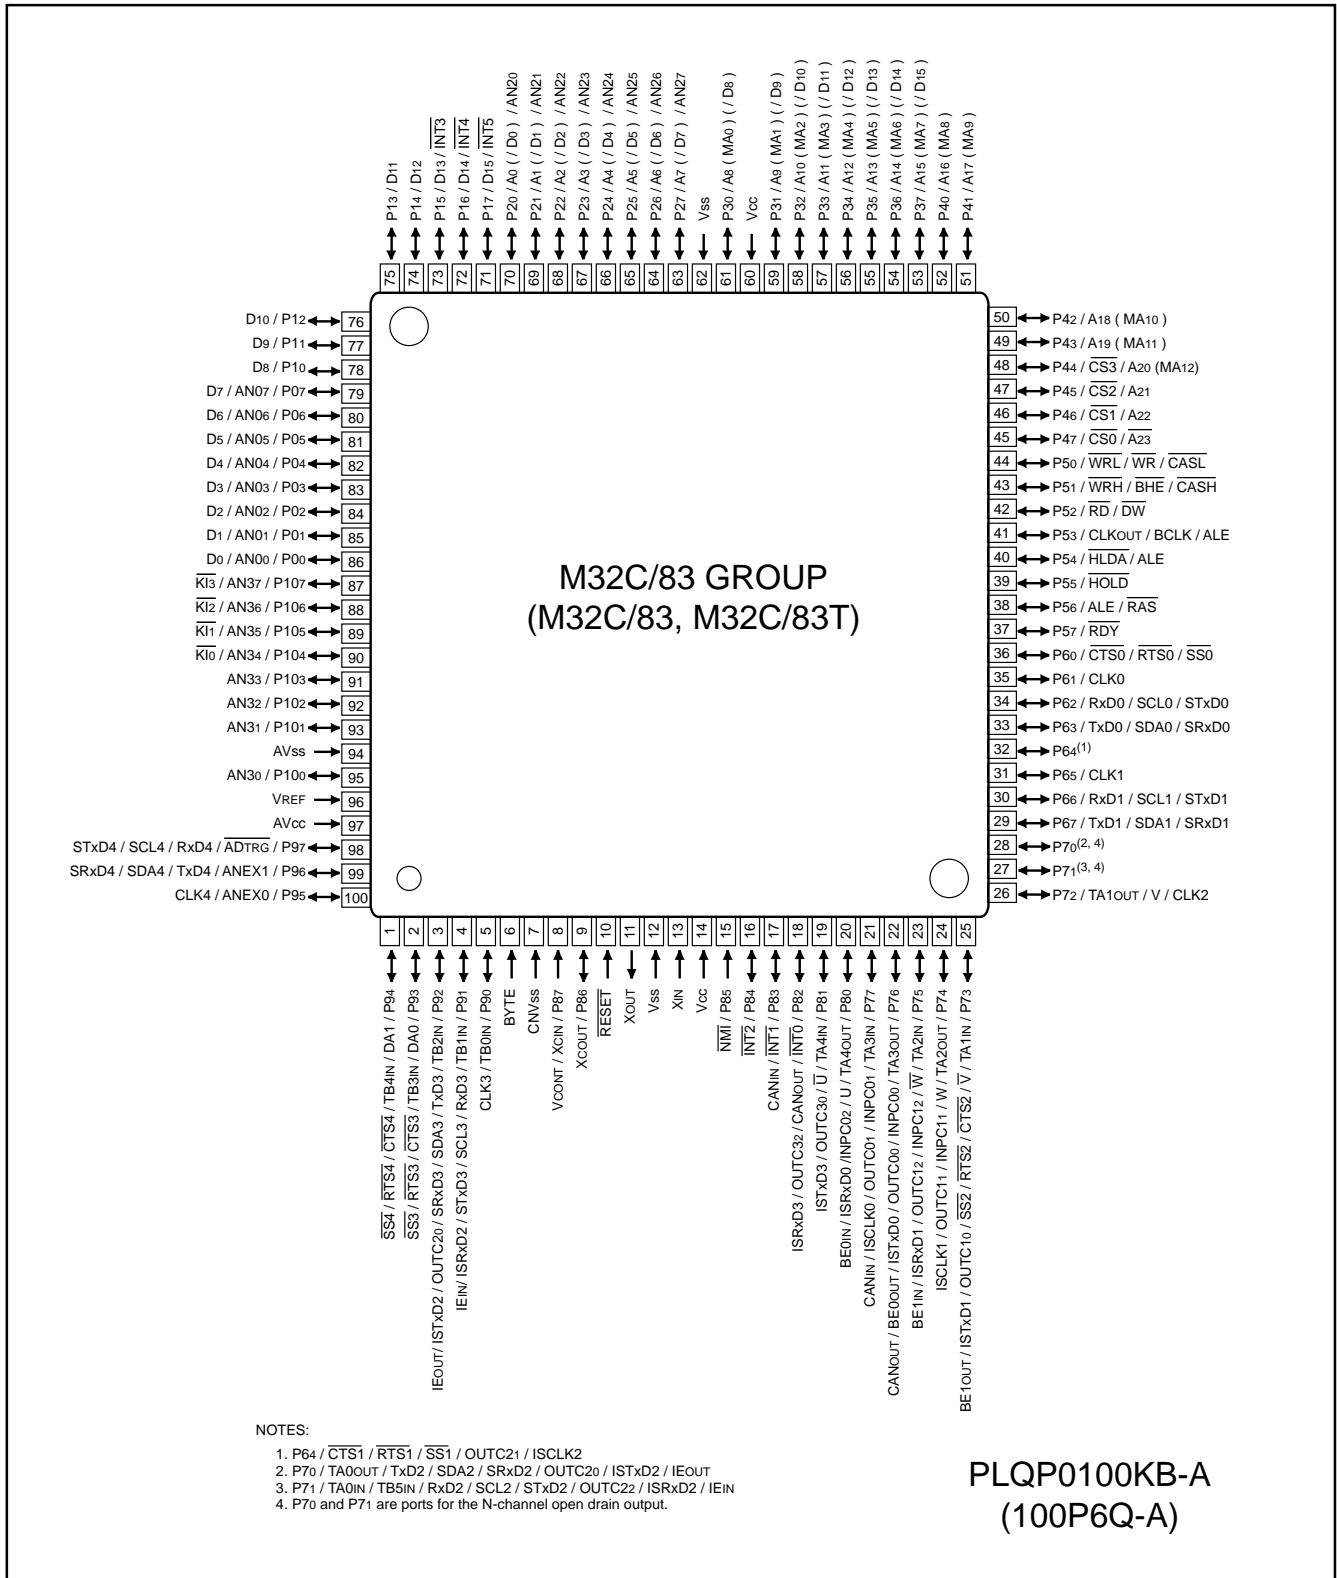 P13 / D11
P14 / D12
P15 / D13 / INT3
P16 / D14 / INT4
P17 / D15 / INT5
P20 / A0 ( / D0 ) / AN20
P21 / A1 ( / D1 ) / AN21
P22 / A2 ( / D2 ) / AN22
P23 / A3 ( / D3 ) / AN23
P24 / A4 ( / D4 ) / AN24
P25 / A5 ( / D5 ) / AN25
P26 / A6 ( / D6 ) / AN26
P27 / A7 ( / D7 ) / AN27
Vss
P30 / A8 ( MA0 ) ( / D8 )
Vcc
P31 / A9 ( MA1 ) ( / D9 )
P32 / A10 ( MA2 ) ( / D10 )
P33 / A11 ( MA3 ) ( / D11 )
P34 / A12 ( MA4 ) ( / D12 )
P35 / A13 ( MA5 ) ( / D13 )
P36 / A14 ( MA6 ) ( / D14 )
P37 / A15 ( MA7 ) ( / D15 )
P40 / A16 ( MA8 )
P41 / A17 ( MA9 )
75 74 73 72 71 70 69 68 67 66 65 64 63 62 61 60 59 58 57 56 55 54 53 52 51
D10 / P12 76
D9 / P11 77
D8 / P10 78
D7 / AN07 / P07 79
D6 / AN06 / P06 80
D5 / AN05 / P05 81
D4 / AN04 / P04 82
D3 / AN03 / P03 83
D2 / AN02 / P02 84
D1 / AN01 / P01 85
D0 / AN00 / P00 86
KI3 / AN37 / P107 87
KI2 / AN36 / P106 88
KI1 / AN35 / P105 89
KI0 / AN34 / P104 90
AN33 / P103 91
AN32 / P102 92
AN31 / P101 93
AVss 94
AN30 / P100 95
VREF 96
AVcc 97
STxD4 / SCL4 / RxD4 / ADTRG / P97 98
SRxD4 / SDA4 / TxD4 / ANEX1 / P96 99
CLK4 / ANEX0 / P95 100
M32C/83 GROUP
(M32C/83, M32C/83T)
50 P42 / A18 ( MA10 )
49 P43 / A19 ( MA11 )
48 P44 / CS3 / A20 (MA12)
47 P45 / CS2 / A21
46 P46 / CS1 / A22
45 P47 / CS0 / A23
44 P50 / WRL / WR / CASL
43 P51 / WRH / BHE / CASH
42 P52 / RD / DW
41 P53 / CLKOUT / BCLK / ALE
40 P54 / HLDA / ALE
39 P55 / HOLD
38 P56 / ALE / RAS
37 P57 / RDY
36 P60 / CTS0 / RTS0 / SS0
35 P61 / CLK0
34 P62 / RxD0 / SCL0 / STxD0
33 P63 / TxD0 / SDA0 / SRxD0
32 P64(1)
31 P65 / CLK1
30 P66 / RxD1 / SCL1 / STxD1
29 P67 / TxD1 / SDA1 / SRxD1
28 P70(2, 4)
27 P71(3, 4)
26 P72 / TA1OUT / V / CLK2
1 2 3 4 5 6 7 8 9 10 11 12 13 14 15 16 17 18 19 20 21 22 23 24 25
SS4 / RTS4 / CTS4 / TB4IN / DA1 / P94
SS3 / RTS3 / CTS3 / TB3IN / DA0 / P93
IEOUT/ ISTxD2 / OUTC20 / SRxD3 / SDA3 / TxD3 / TB2IN / P92
IEIN/ ISRxD2 / STxD3 / SCL3 / RxD3 / TB1IN / P91
CLK3 / TB0IN / P90
BYTE
CNVss
VCONT / XCIN / P87
XCOUT / P86
RESET
XOUT
Vss
XIN
Vcc
NMI / P85
INT2 / P84
CANIN / INT1 / P83
ISRxD3 / OUTC32 / CANOUT / INT0 / P82
ISTxD3 / OUTC30 / U / TA4IN / P81
BE0IN / ISRxD0 /INPC02 / U / TA4OUT / P80
CANIN / ISCLK0 / OUTC01 / INPC01 / TA3IN / P77
CANOUT / BE0OUT / ISTxD0 / OUTC00 / INPC00 / TA3OUT / P76
BE1IN / ISRxD1 / OUTC12 / INPC12 / W / TA2IN / P75
ISCLK1 / OUTC11 / INPC11 / W / TA2OUT / P74
BE1OUT / ISTxD1 / OUTC10 / SS2 / RTS2 / CTS2 / V / TA1IN / P73
NOTES:
1. P64 / CTS1 / RTS1 / SS1 / OUTC21 / ISCLK2
2. P70 / TA0OUT / TxD2 / SDA2 / SRxD2 / OUTC20 / ISTxD2 / IEOUT
3. P71 / TA0IN / TB5IN / RxD2 / SCL2 / STxD2 / OUTC22 / ISRxD2 / IEIN
4. P70 and P71 are ports for the N-channel open drain output.
PLQP0100KB-A
(100P6Q-A)